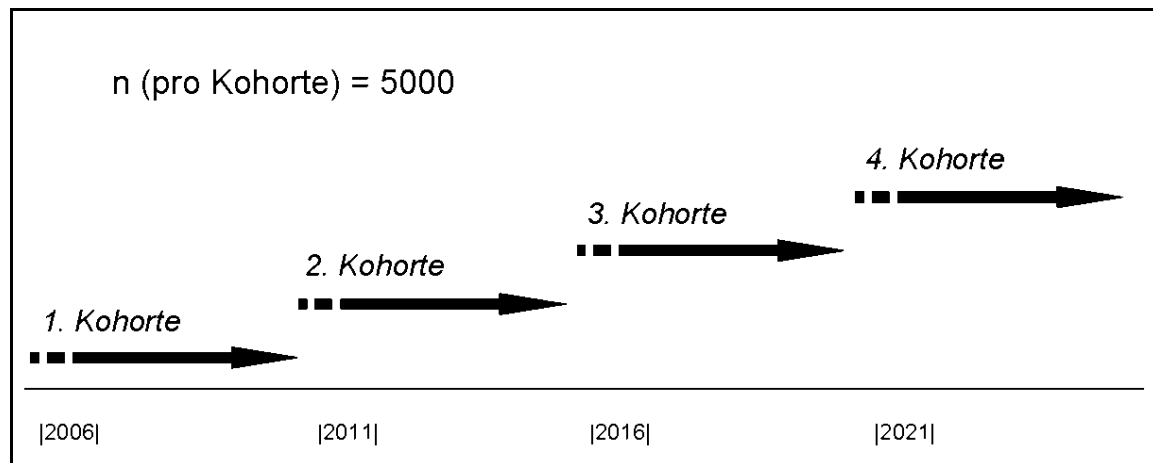 n (pro Kohorte) = 5000
4. Kohorte
3. Kohorte
2. Kohorte
1. Kohorte
|2006| |2011| |2016| |2021|